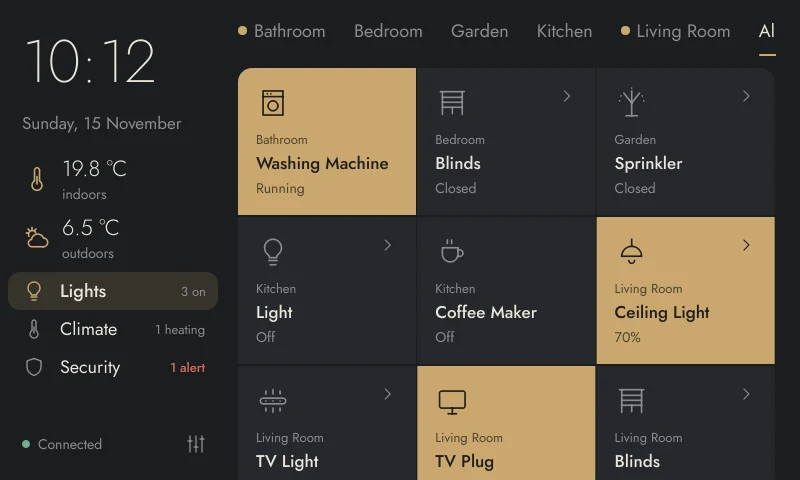 10:12
Sunday, 15 November
19.8 °C
indoors
6.5 °C
outdoors
Lights 3 on
Climate 1 heating
Security 1 alert
Connected
Bathroom Bedroom Garden Kitchen Living Room Al
Bathroom
Washing Machine
Running
Bedroom
Blinds
Closed
Garden
Sprinkler
Closed
Kitchen
Light
Off
Kitchen
Coffee Maker
Off
Living Room
Ceiling Light
70%
Living Room
TV Light
Living Room
TV Plug
Living Room
Blinds